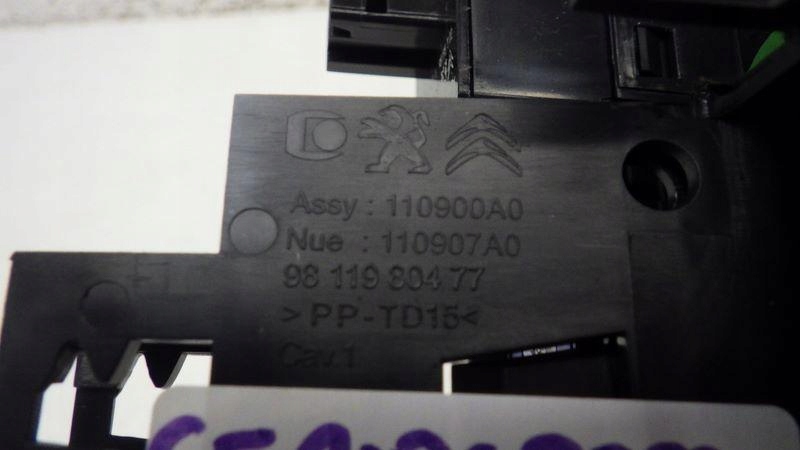 Assy : 110900A0
Nue : 110907A0
98 119 804 77
> PP-TD15<
Cav.1